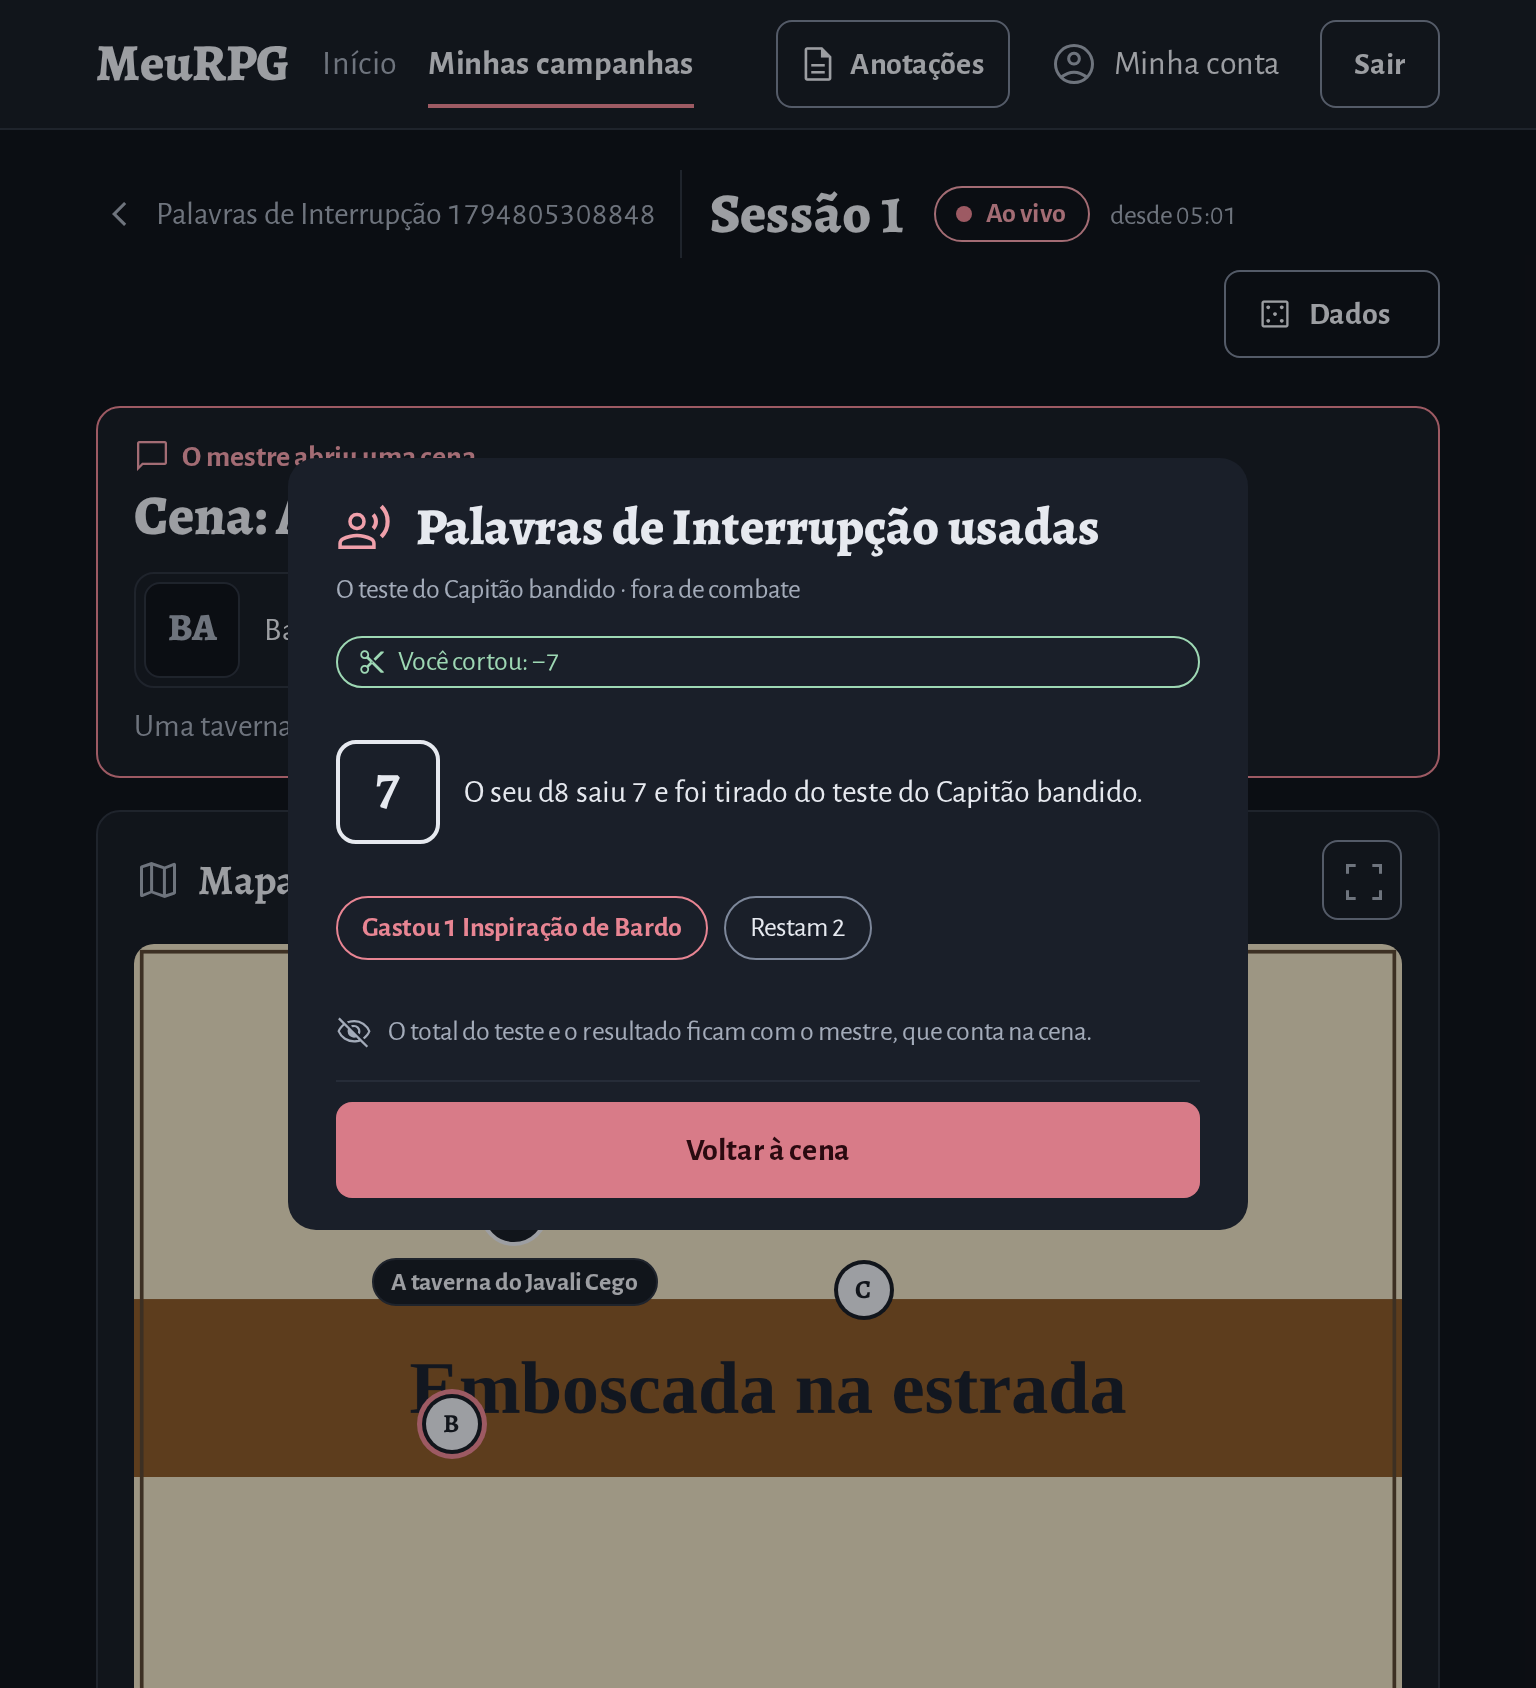 MeuRPG Início Minhas campanhas Anotações Minha conta Sair
Palavras de Interrupção 1794805308848 Sessão 1 Ao vivo desde 05:01
Dados
O mestre abriu uma cena
Cena:
Palavras de Interrupção usadas
O teste do Capitão bandido · fora de combate
BA
Você cortou: −7
Uma taverna
7 O seu d8 saiu 7 e foi tirado do teste do Capitão bandido.
Mapa
Gastou 1 Inspiração de Bardo Restam 2
O total do teste e o resultado ficam com o mestre, que conta na cena.
Voltar à cena
A taverna do Javali Cego
C
Emboscada na estrada
B